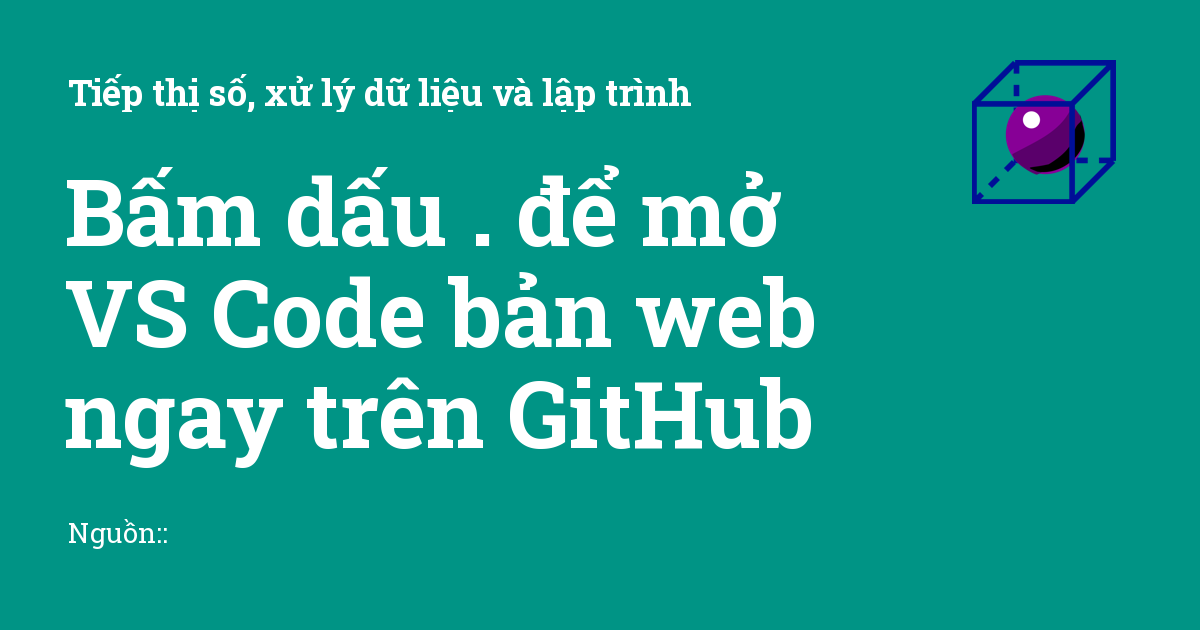 Tiếp thị số, xử lý dữ liệu và lập trình
Bấm dấu . để mở
VS Code bản web
ngay trên GitHub
Nguồn::